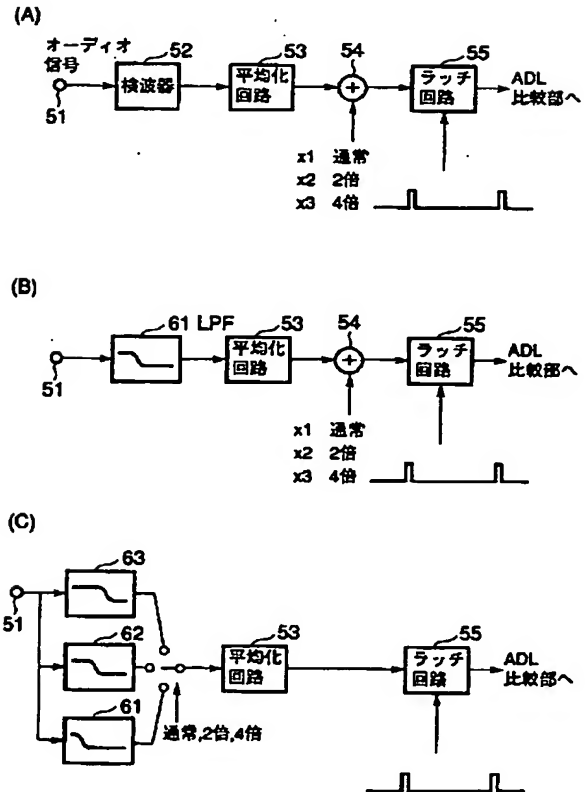 (A)
オーディオ
信号
51
52
検波器
53
平均化
回路
54
+
55
ラッチ
回路
ADL
比較部へ
x1 通常
x2 2倍
x3 4倍
(B)
51
61 LPF
53
平均化
回路
54
+
55
ラッチ
回路
ADL
比較部へ
x1 通常
x2 2倍
x3 4倍
(C)
51
63
62
61
通常,2倍,4倍
53
平均化
回路
55
ラッチ
回路
ADL
比較部へ